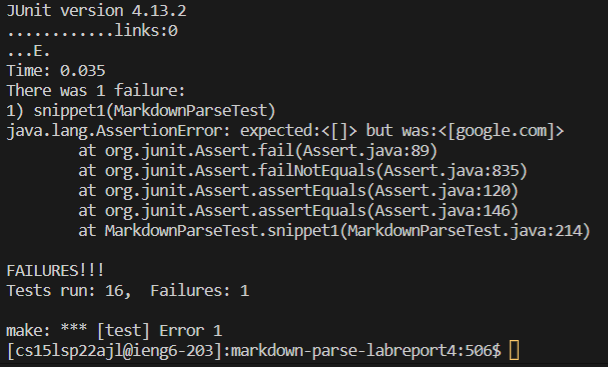 JUnit version 4.13.2
............links:0
...E.
Time: 0.035
There was 1 failure:
1) snippet1(MarkdownParseTest)
java.lang.AssertionError: expected:<[]> but was:<[google.com]>
        at org.junit.Assert.fail(Assert.java:89)
        at org.junit.Assert.failNotEquals(Assert.java:835)
        at org.junit.Assert.assertEquals(Assert.java:120)
        at org.junit.Assert.assertEquals(Assert.java:146)
        at MarkdownParseTest.snippet1(MarkdownParseTest.java:214)

FAILURES!!!
Tests run: 16,  Failures: 1

make: *** [test] Error 1
[cs15lsp22ajl@ieng6-203]:markdown-parse-labreport4:506$